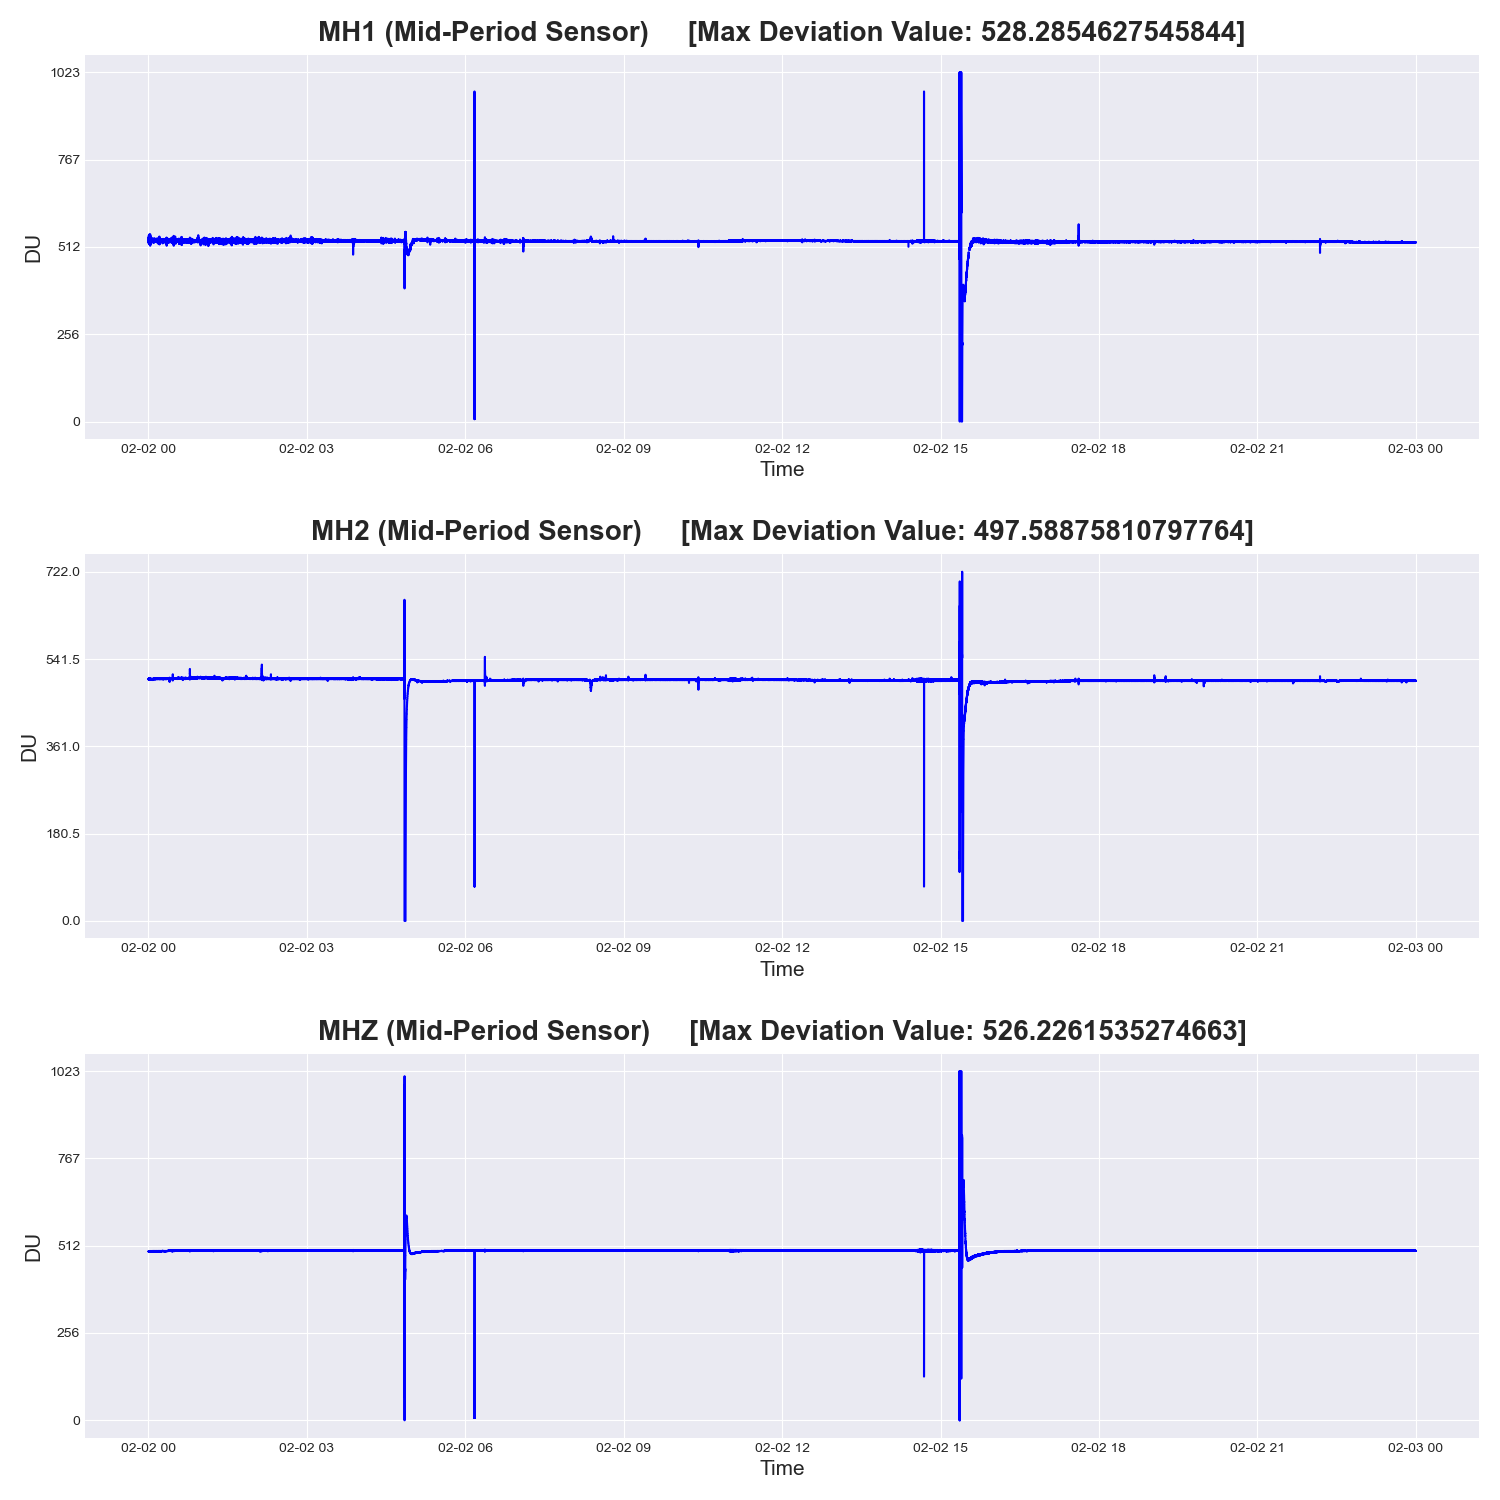 MH1 (Mid-Period Sensor) [Max Deviation Value: 528.2854627545844]
1023
767
512
256
0
DU
02-02 00 02-02 03 02-02 06 02-02 09 02-02 12 02-02 15 02-02 18 02-02 21 02-03 00
Time
MH2 (Mid-Period Sensor) [Max Deviation Value: 497.58875810797764]
722.0
541.5
361.0
180.5
0.0
DU
02-02 00 02-02 03 02-02 06 02-02 09 02-02 12 02-02 15 02-02 18 02-02 21 02-03 00
Time
MHZ (Mid-Period Sensor) [Max Deviation Value: 526.2261535274663]
1023
767
512
256
0
DU
02-02 00 02-02 03 02-02 06 02-02 09 02-02 12 02-02 15 02-02 18 02-02 21 02-03 00
Time